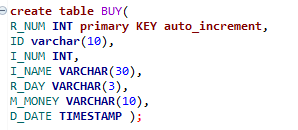 create table BUY(
R_NUM INT primary KEY auto_increment,
ID varchar(10),
I_NUM INT,
I_NAME VARCHAR(30),
R_DAY VARCHAR(3),
M_MONEY VARCHAR(10),
D_DATE TIMESTAMP );